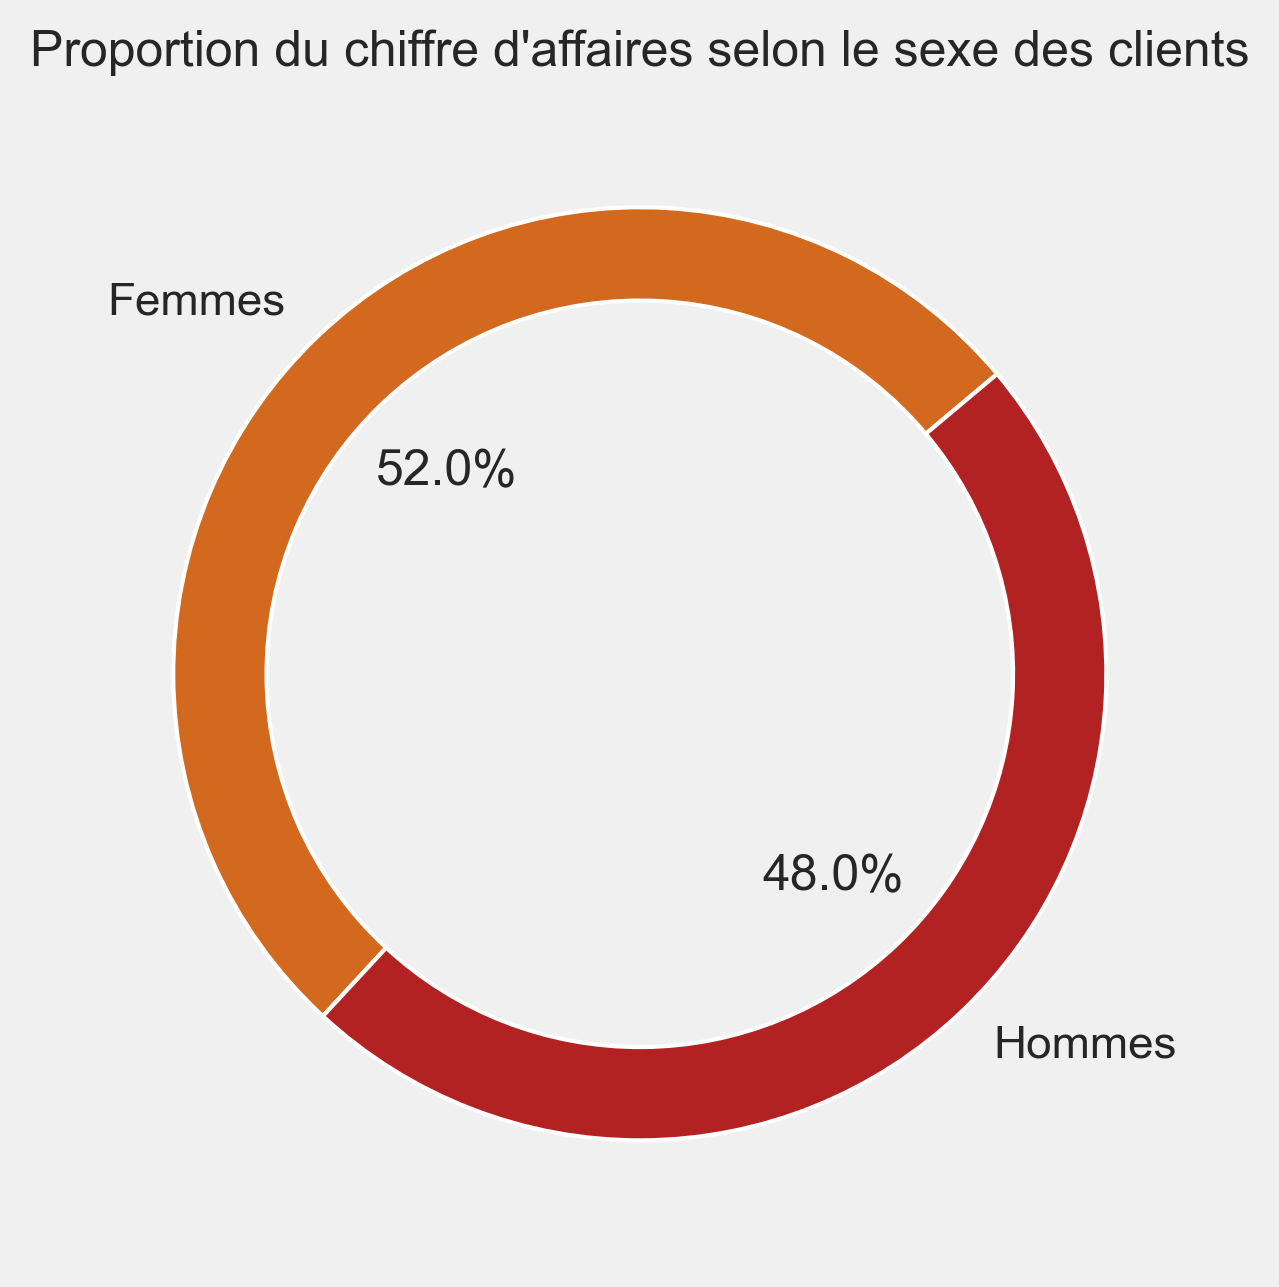 Proportion du chiffre d'affaires selon le sexe des clients
Femmes
52.0%
48.0%
Hommes